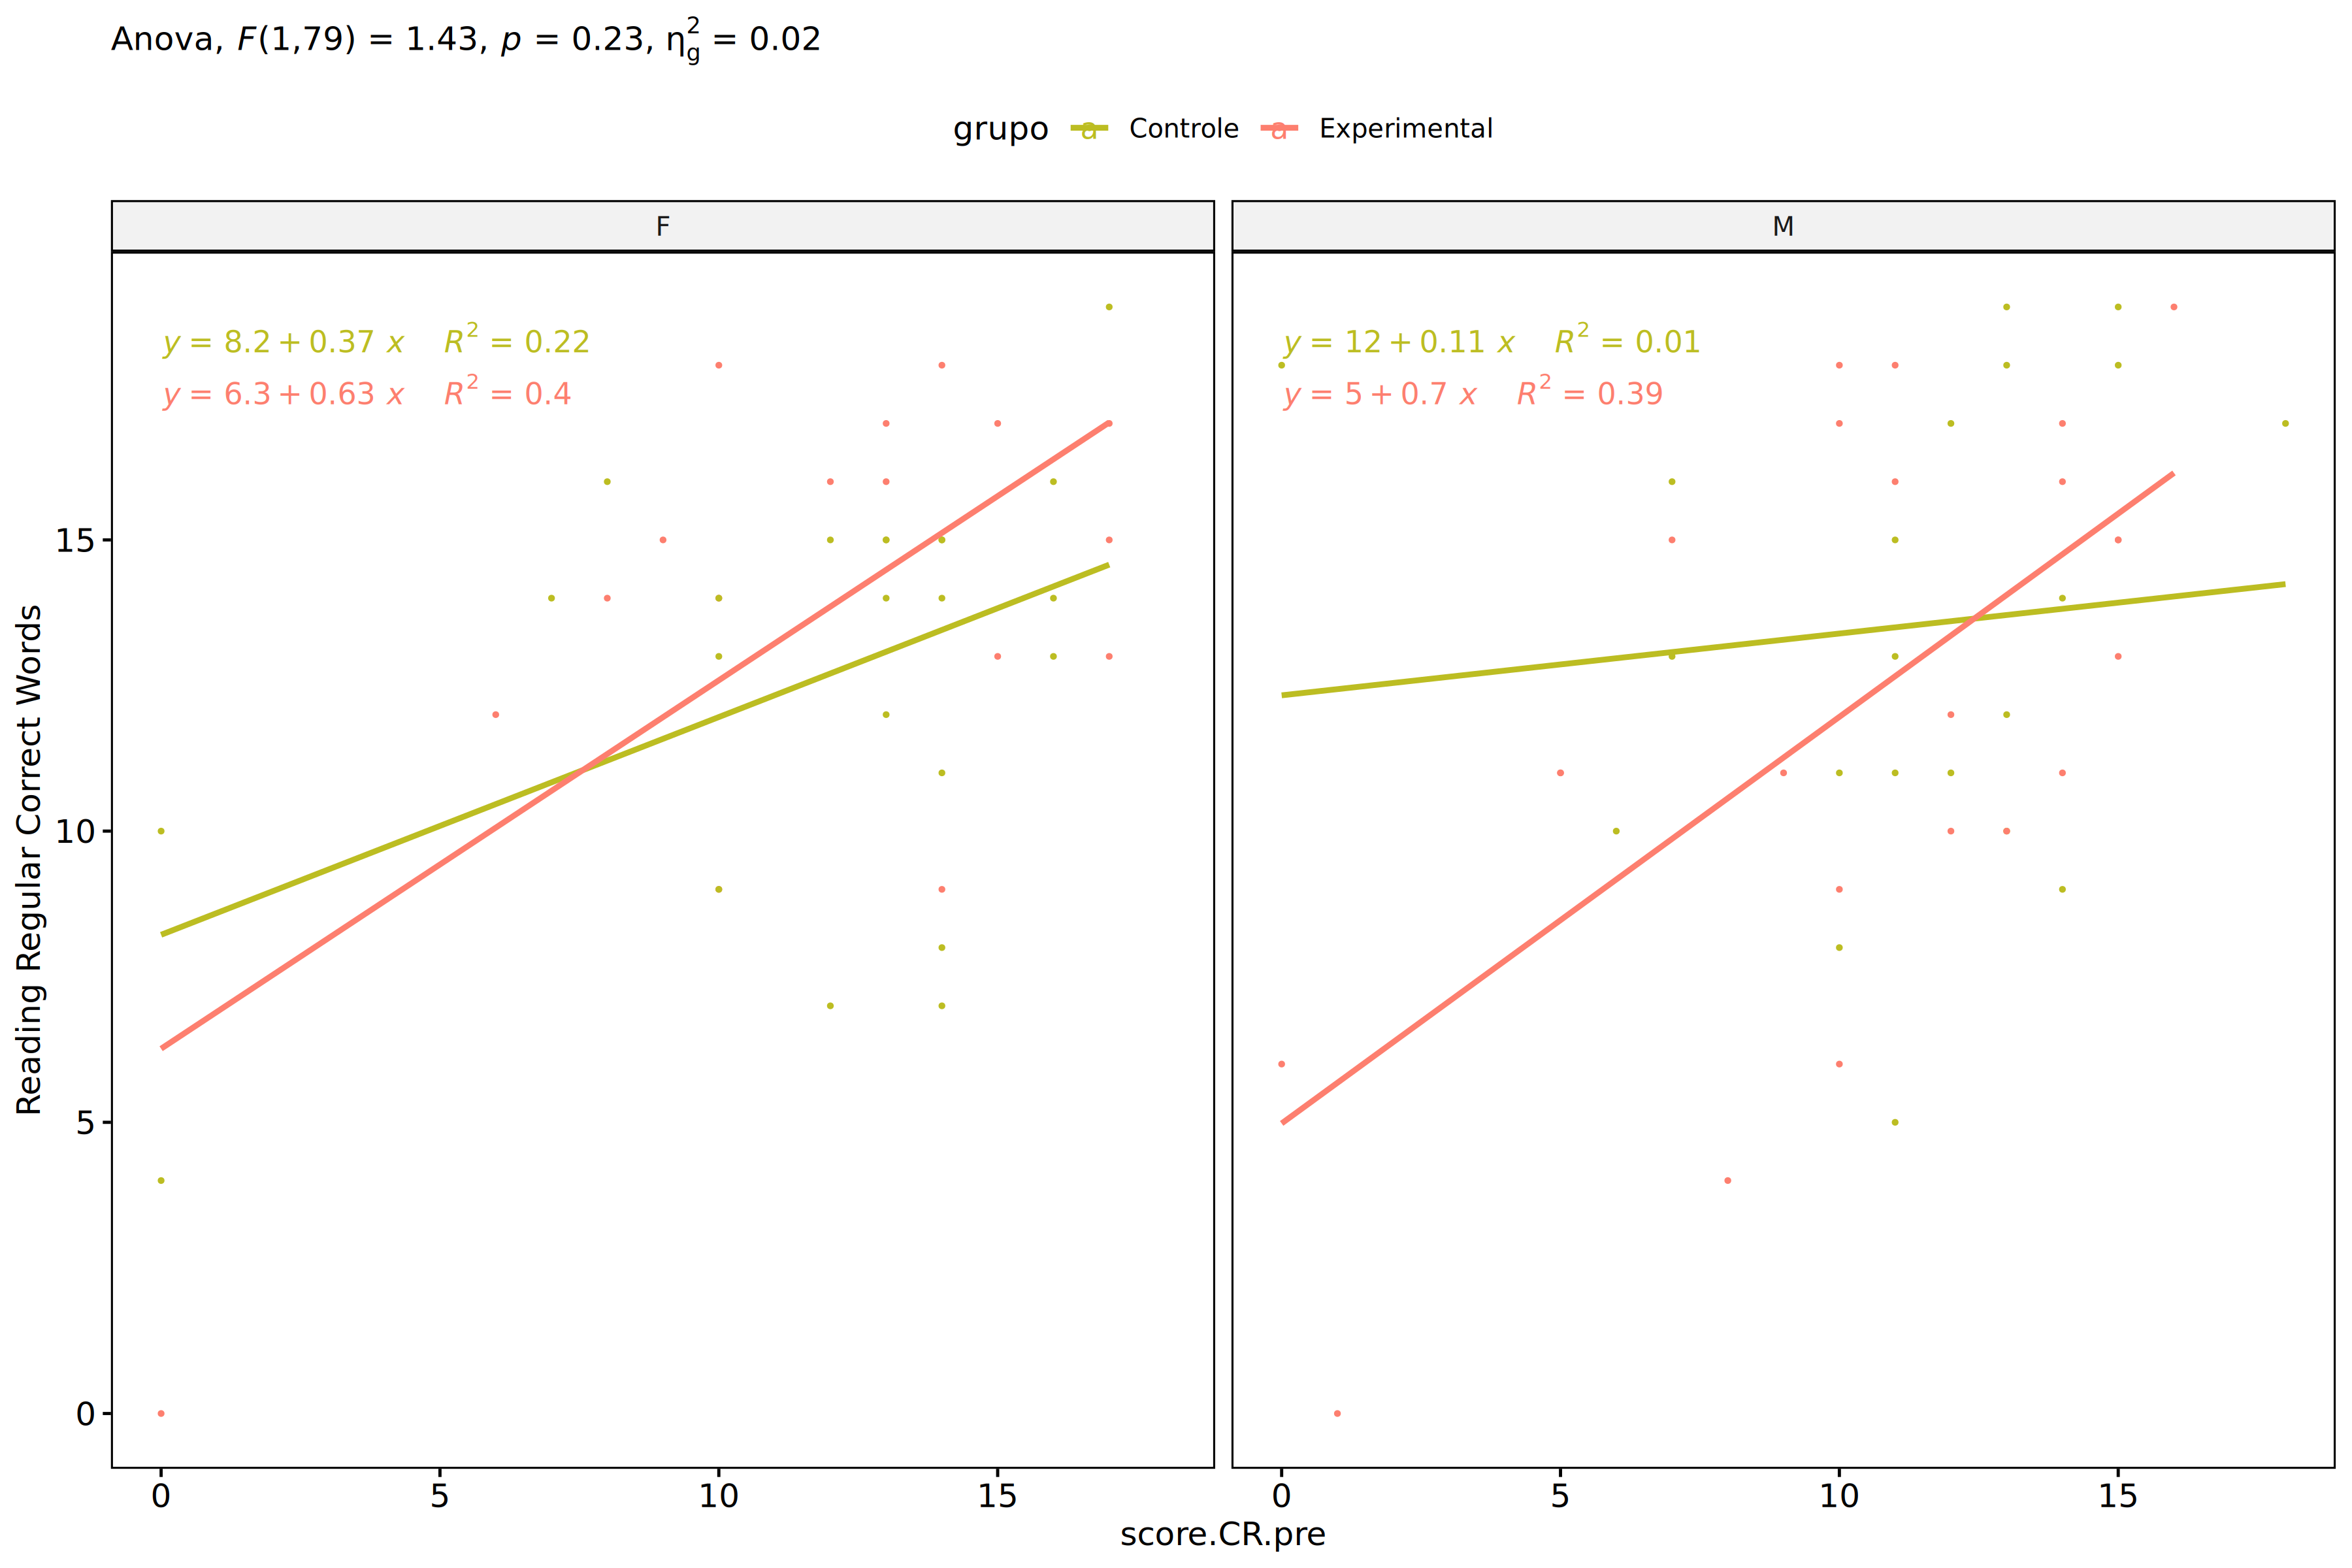 Anova, F(1,79) = 1.43, p = 0.23, η²g = 0.02
grupo a Controle a Experimental
F
M
y = 8.2 + 0.37 x R² = 0.22
y = 6.3 + 0.63 x R² = 0.4
y = 12 + 0.11 x R² = 0.01
y = 5 + 0.7 x R² = 0.39
Reading Regular Correct Words
15
10
5
0
0 5 10 15
0 5 10 15
score.CR.pre